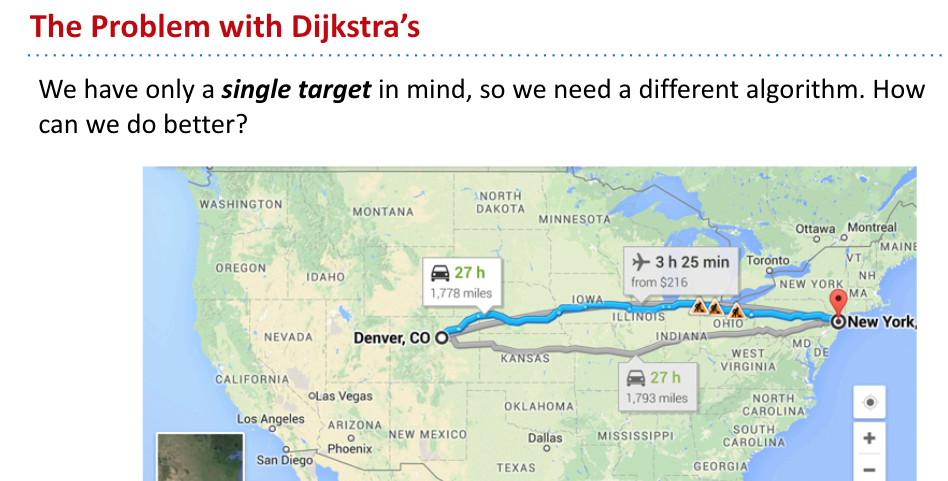 The Problem with Dijkstra's
We have only a single target in mind, so we need a different algorithm. How
can we do better?
WASHINGTON
MONTANA
NORTH
DAKOTA
MINNESOTA
Ottawa
Montreal
MAINE
OREGON
IDAHO
27 h
1,778 miles
3 h 25 min
from $216
Toronto
VT
NH
NEW YORK
MA
IOWA
ILLINOIS
OHIO
New York,
NEVADA
Denver, CO
INDIANA
MD
DE
KANSAS
WEST
VIRGINIA
27 h
1,793 miles
CALIFORNIA
Las Vegas
OKLAHOMA
NORTH
CAROLINA
Los Angeles
ARIZONA
NEW MEXICO
Phoenix
Dallas
MISSISSIPPI
SOUTH
CAROLINA
San Diego
TEXAS
GEORGIA
+
−